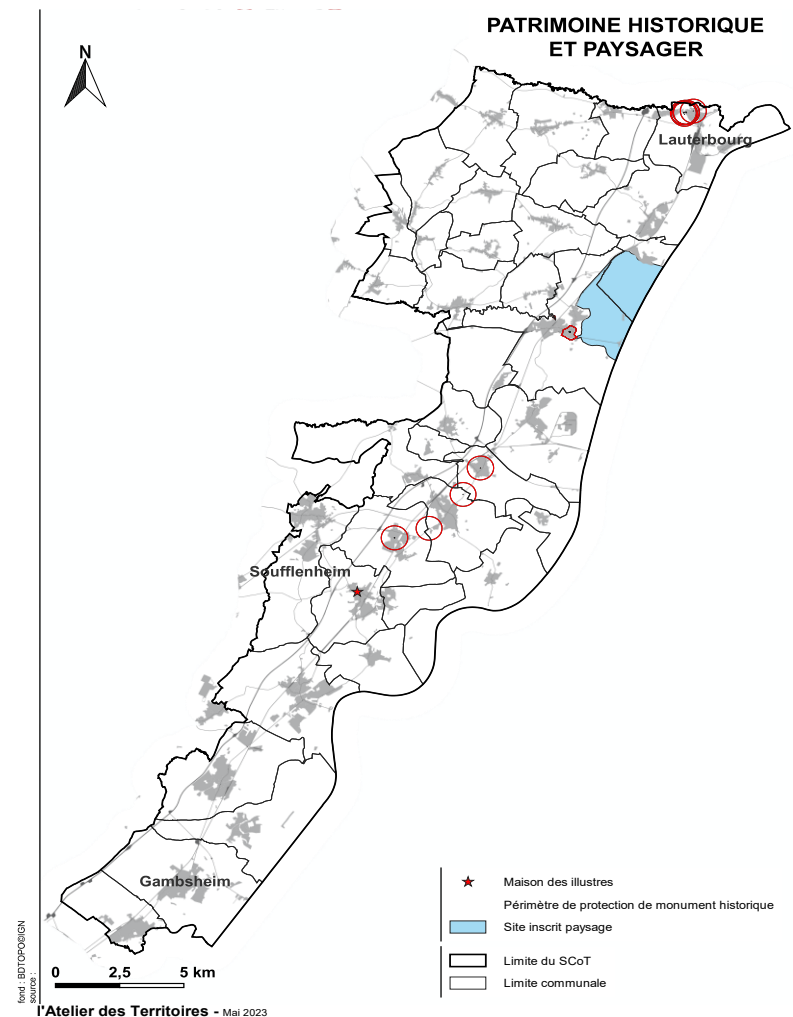 PATRIMOINE HISTORIQUE
ET PAYSAGER
N
Lauterbourg
Soufflenheim
Gambsheim
Maison des illustres
Périmètre de protection de monument historique
Site inscrit paysage
Limite du SCoT
Limite communale
0 2,5 5 km
fond : BDTOPO©IGN
source :
l'Atelier des Territoires - Mai 2023